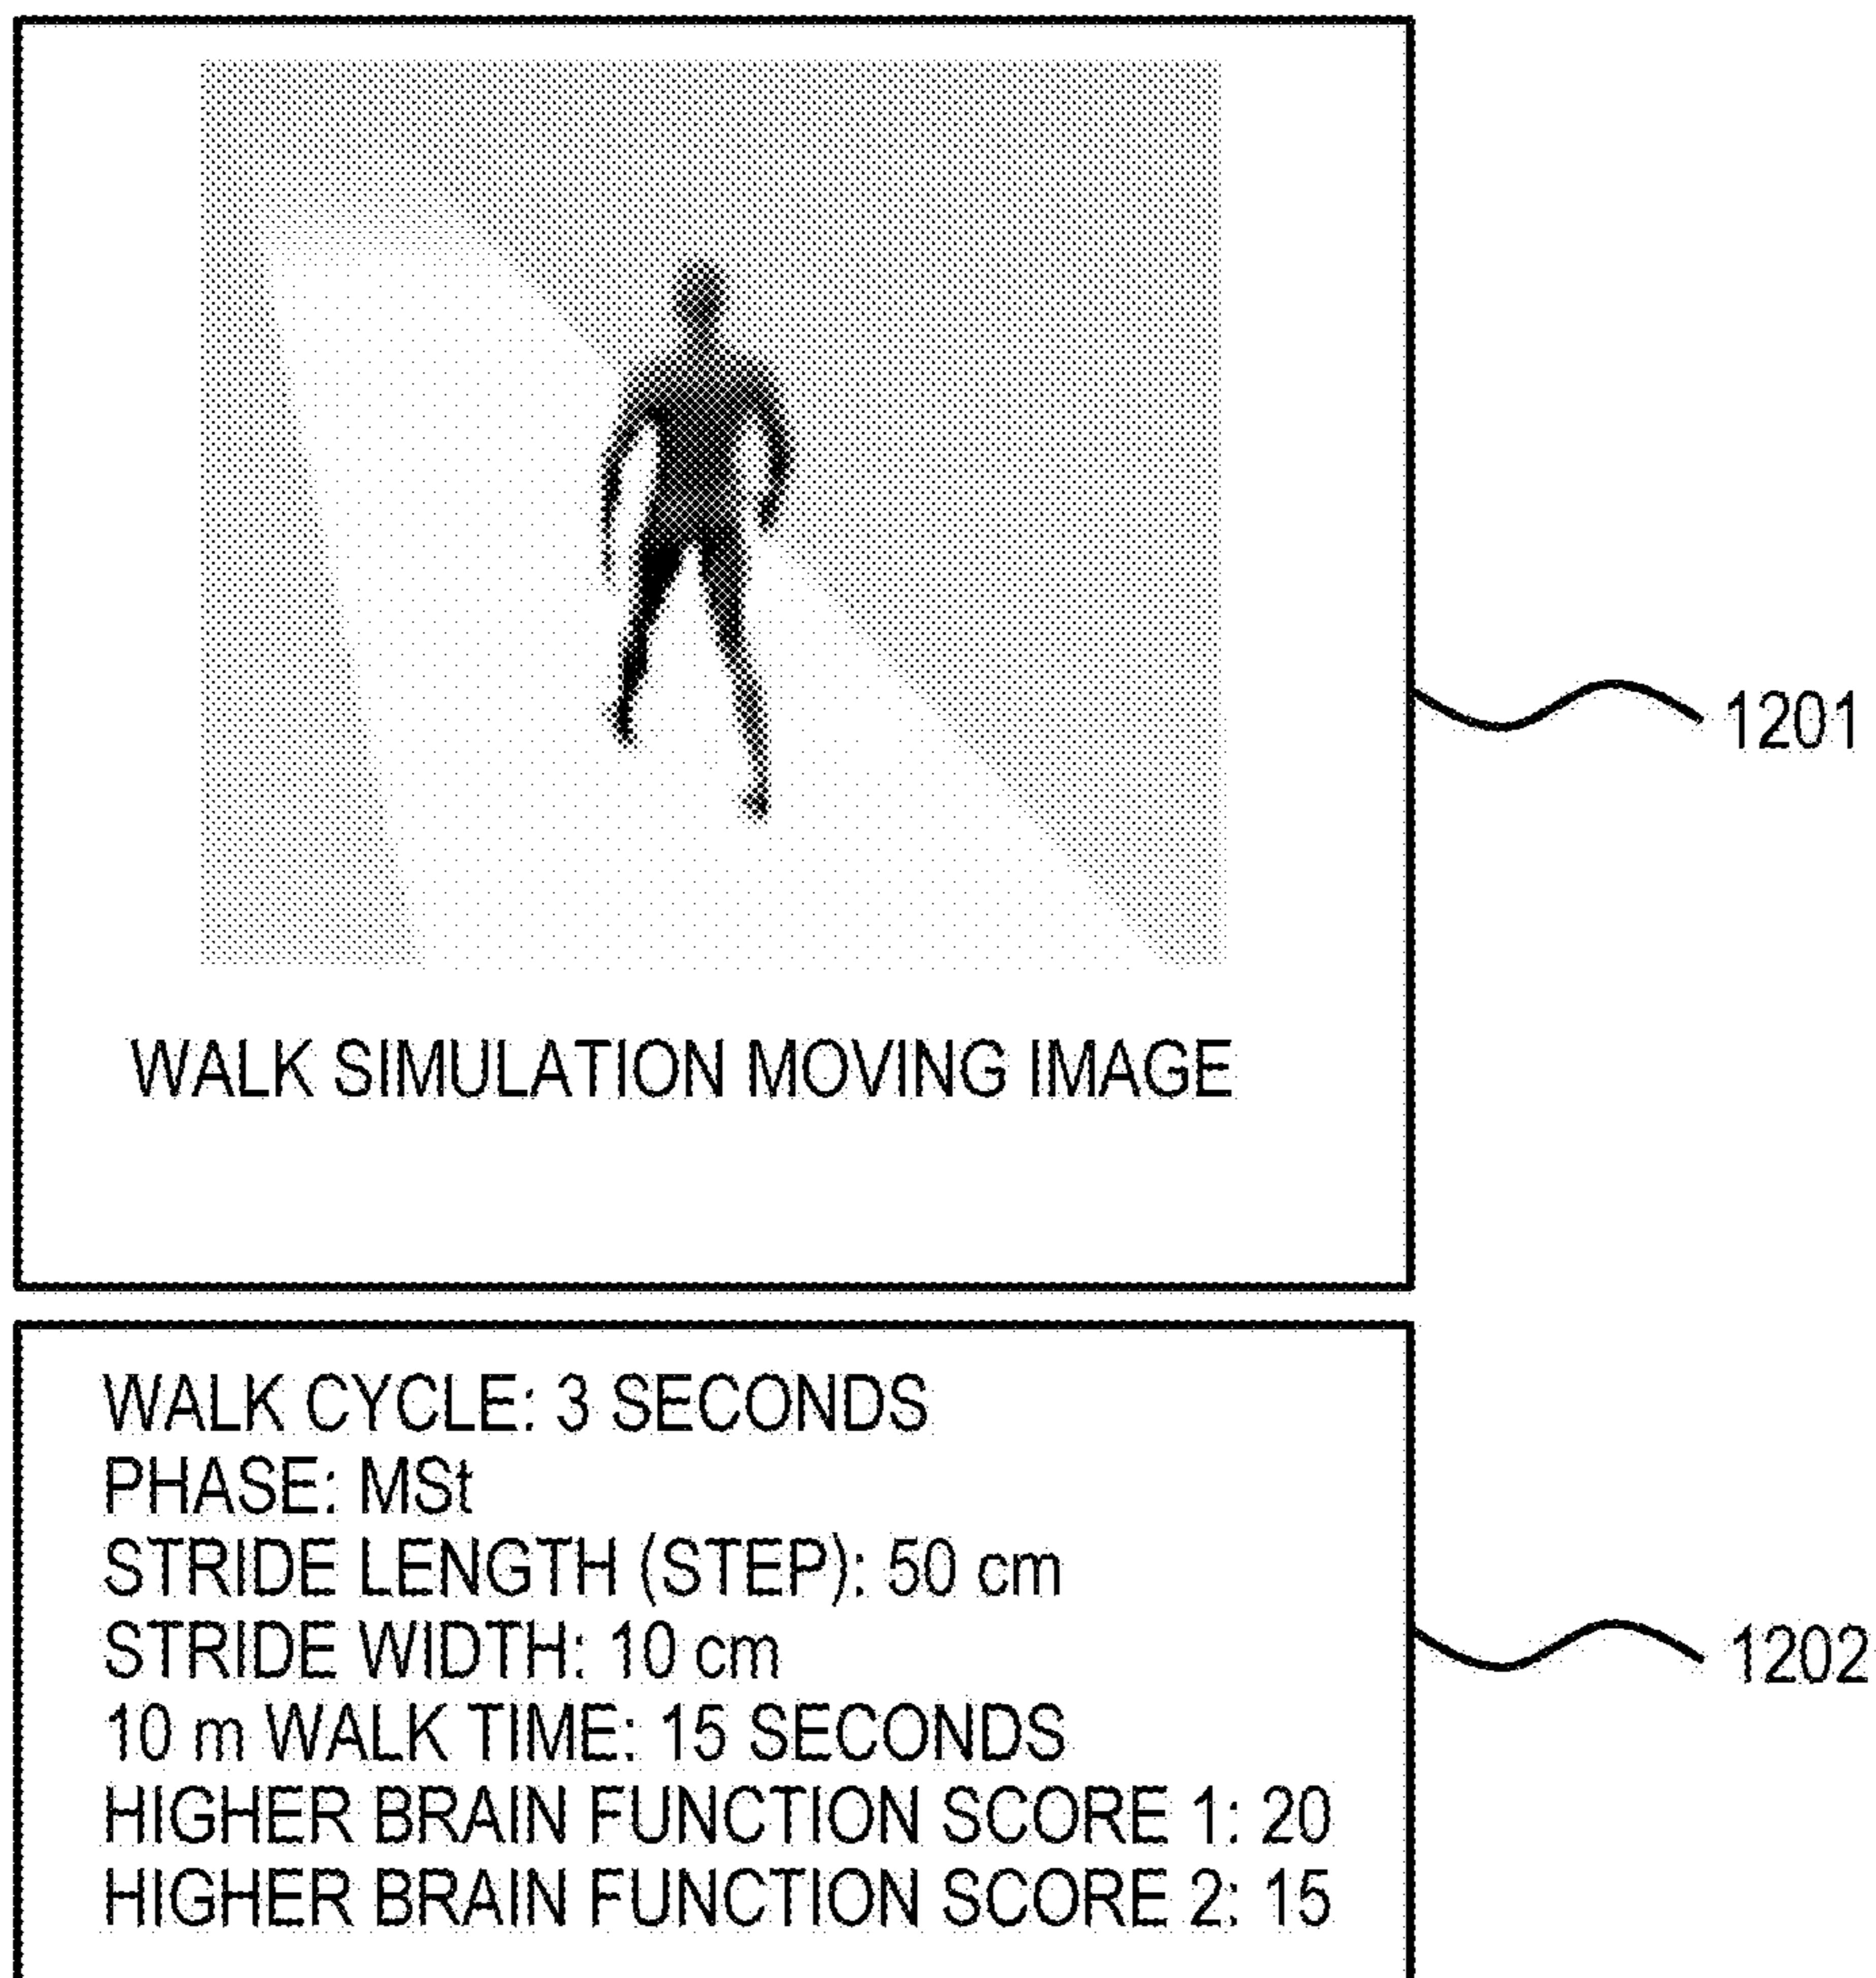 1201
WALK SIMULATION MOVING IMAGE
WALK CYCLE: 3 SECONDS
PHASE: MSt
STRIDE LENGTH (STEP): 50 cm
STRIDE WIDTH: 10 cm
1202
10 m WALK TIME: 15 SECONDS
HIGHER BRAIN FUNCTION SCORE 1: 20
HIGHER BRAIN FUNCTION SCORE 2: 15